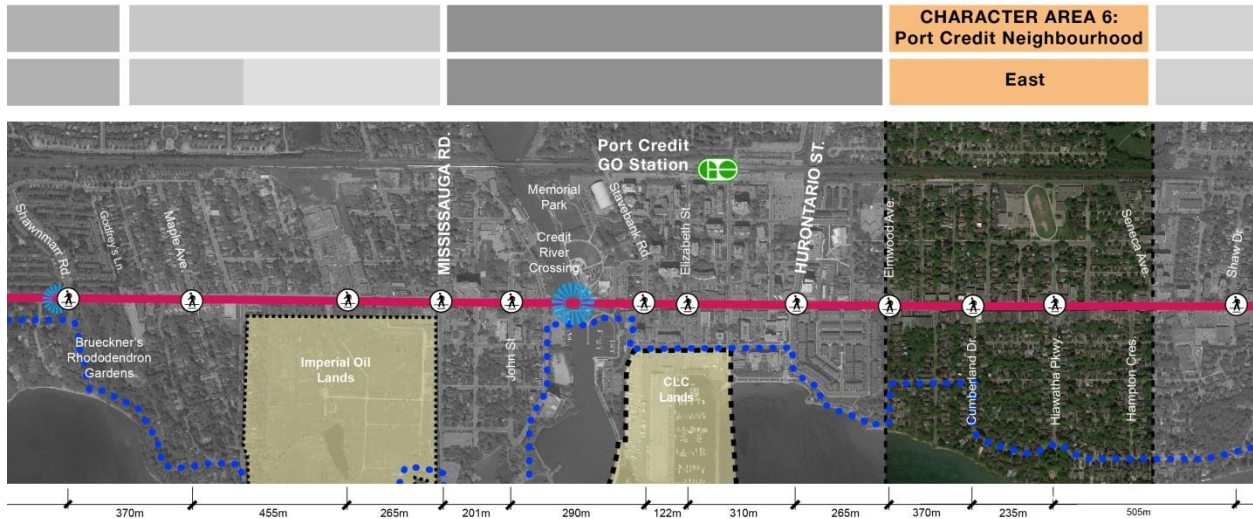 CHARACTER AREA 6:
Port Credit Neighbourhood
East
Port Credit
GO Station
GO
Memorial
Park
Credit
River
Crossing
Shawnmarr Rd.
Godfrey's Ln.
Maple Ave.
MISSISSAUGA RD.
Stavebank Rd.
Elizabeth St.
HURONTARIO ST.
Elmwood Ave.
Seneca Ave.
Shaw Dr.
Brueckner's
Rhododendron
Gardens
Imperial Oil
Lands
John St.
CLC
Lands
Cumberland Dr.
Hiawatha Pkwy
Hampton Cres.
370m
455m
265m
201m
290m
122m
310m
265m
370m
235m
505m